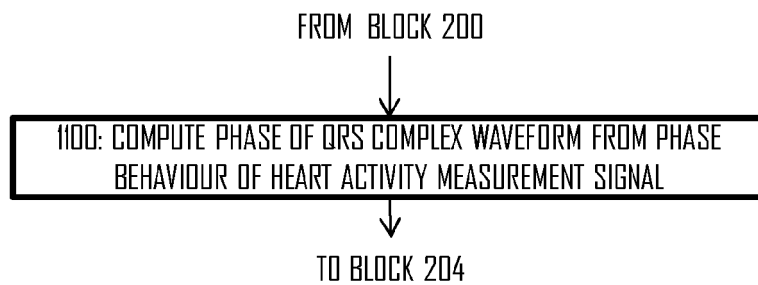 FROM BLOCK 200
1100: COMPUTE PHASE OF QRS COMPLEX WAVEFORM FROM PHASE
BEHAVIOUR OF HEART ACTIVITY MEASUREMENT SIGNAL
TO BLOCK 204